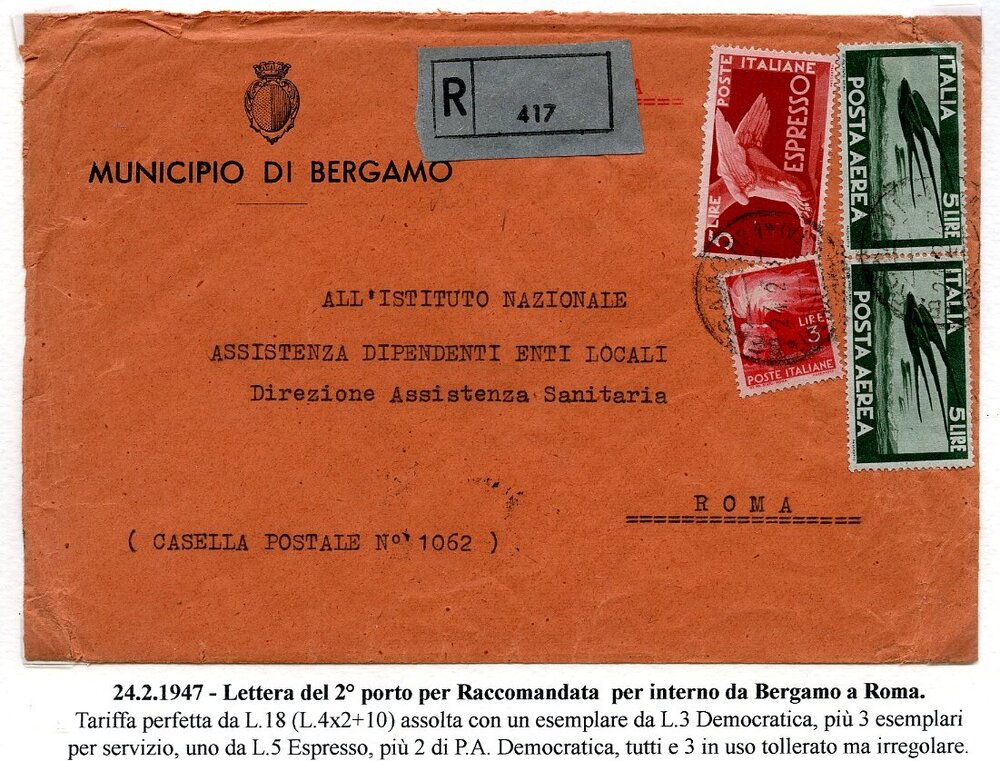 MUNICIPIO DI BERGAMO
R
417
POSTE ITALIANE
ESPRESSO
5 LIRE
ITALIA
POSTA AEREA
5 LIRE
LIRE
3
POSTE ITALIANE
ITALIA
POSTA AEREA
5 LIRE
ALL'ISTITUTO NAZIONALE
ASSISTENZA DIPENDENTI ENTI LOCALI
Direzione Assistenza Sanitaria
ROMA
( CASELLA POSTALE N° 1062 )
24.2.1947 - Lettera del 2° porto per Raccomandata per interno da Bergamo a Roma.
Tariffa perfetta da L.18 (L.4x2+10) assolta con un esemplare da L.3 Democratica, più 3 esemplari
per servizio, uno da L.5 Espresso, più 2 di P.A. Democratica, tutti e 3 in uso tollerato ma irregolare.